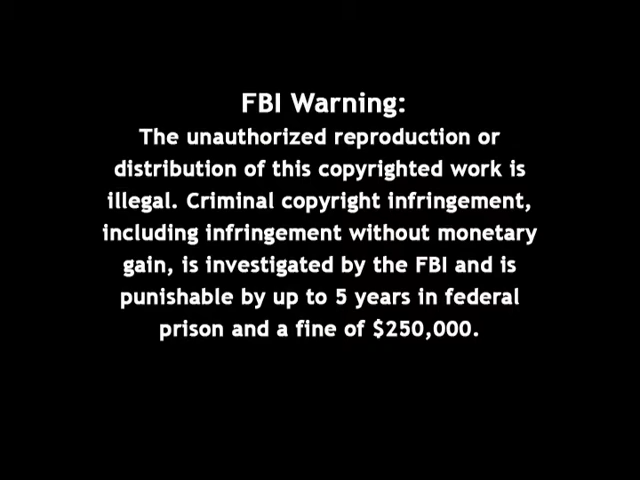 FBI Warning:
The unauthorized reproduction or
distribution of this copyrighted work is
illegal. Criminal copyright infringement,
including infringement without monetary
gain, is investigated by the FBI and is
punishable by up to 5 years in federal
prison and a fine of $250,000.